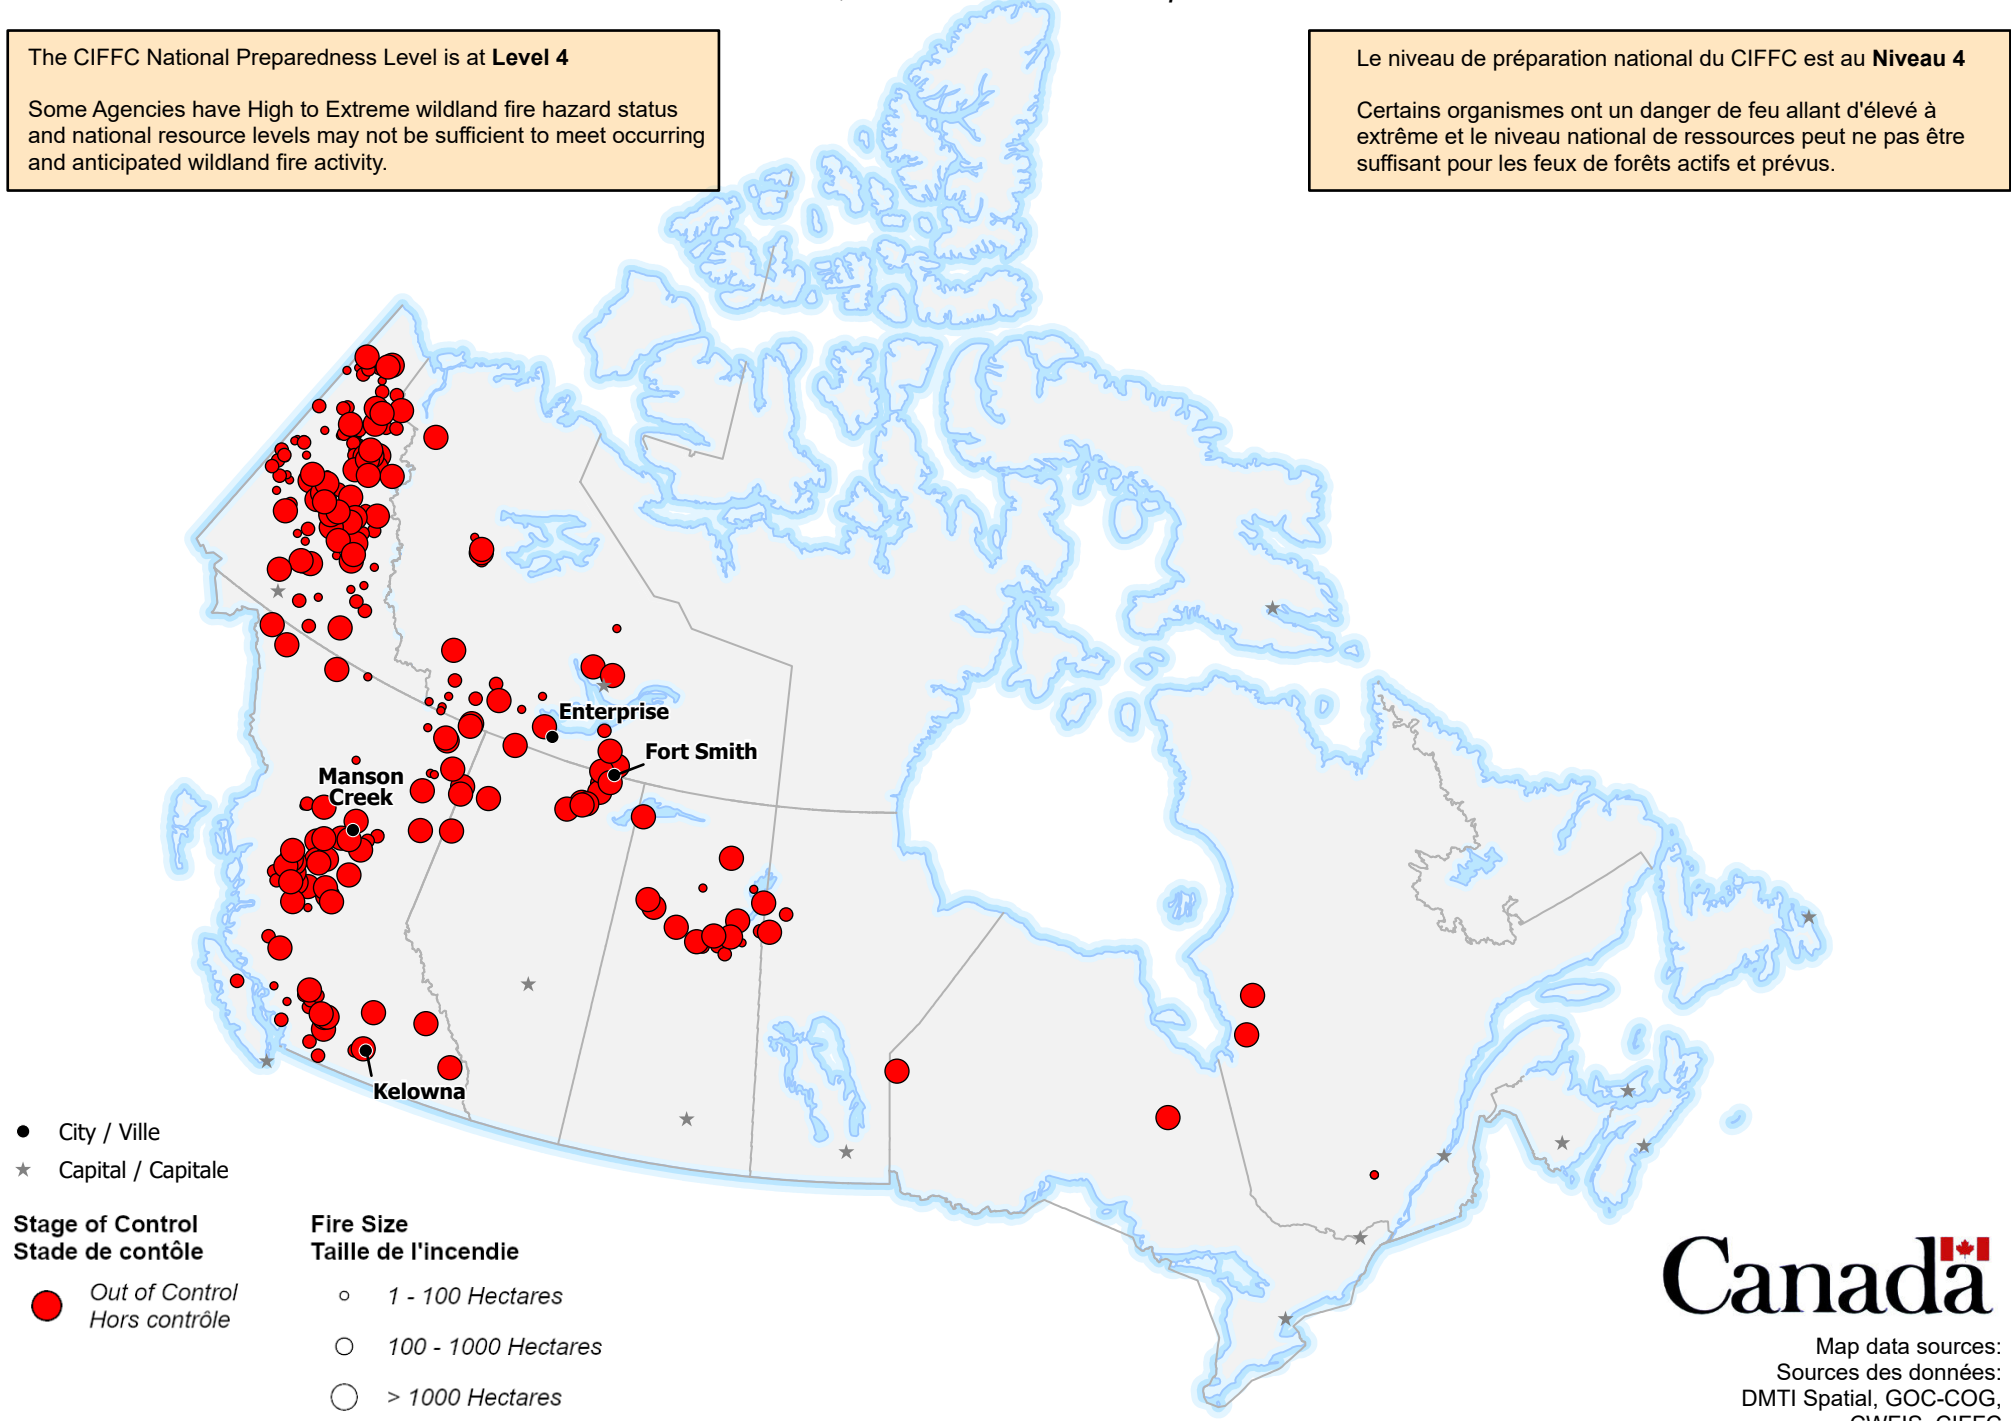 The CIFFC National Preparedness Level is at Level 4
Some Agencies have High to Extreme wildland fire hazard status
and national resource levels may not be sufficient to meet occurring
and anticipated wildland fire activity.
Le niveau de préparation national du CIFFC est au Niveau 4
Certains organismes ont un danger de feu allant d'élevé à
extrême et le niveau national de ressources peut ne pas être
suffisant pour les feux de forêts actifs et prévus.
Enterprise
Fort Smith
Manson
Creek
Kelowna
City / Ville
Capital / Capitale
Stage of Control
Stade de contôle
Out of Control
Hors contrôle
Fire Size
Taille de l'incendie
1 - 100 Hectares
100 - 1000 Hectares
> 1000 Hectares
Canada
Map data sources:
Sources des données:
DMTI Spatial, GOC-COG,
CWFIS, CIFFC